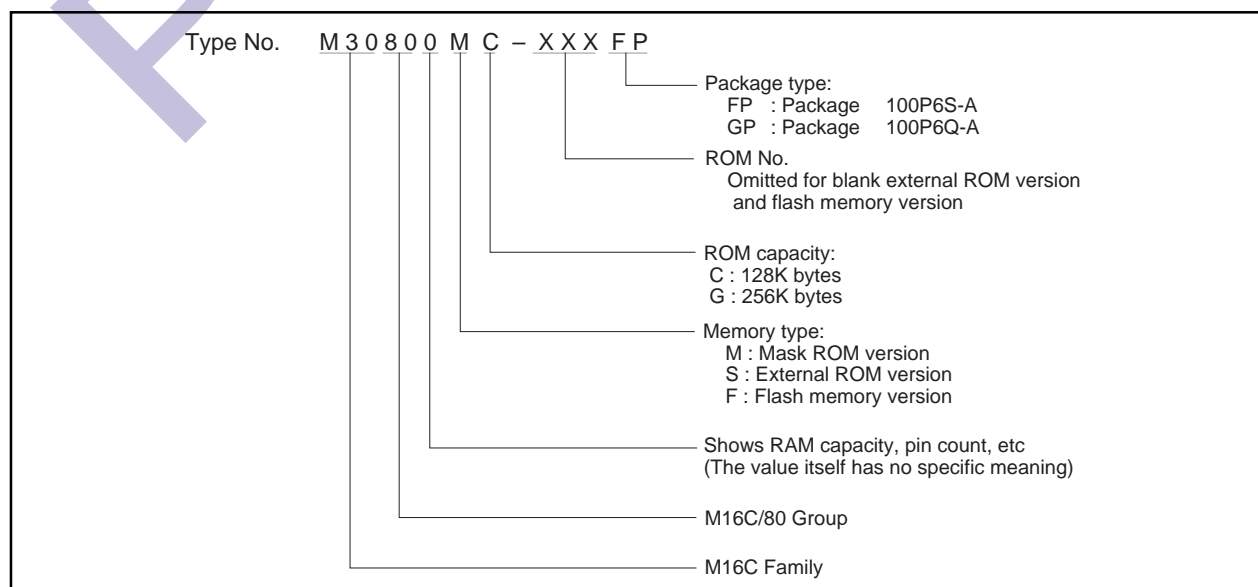 Type No. M 3 0 8 0 0 M C – X X X F P
Package type:
FP : Package 100P6S-A
GP : Package 100P6Q-A
ROM No.
Omitted for blank external ROM version
and flash memory version
ROM capacity:
C : 128K bytes
G : 256K bytes
Memory type:
M : Mask ROM version
S : External ROM version
F : Flash memory version
Shows RAM capacity, pin count, etc
(The value itself has no specific meaning)
M16C/80 Group
M16C Family